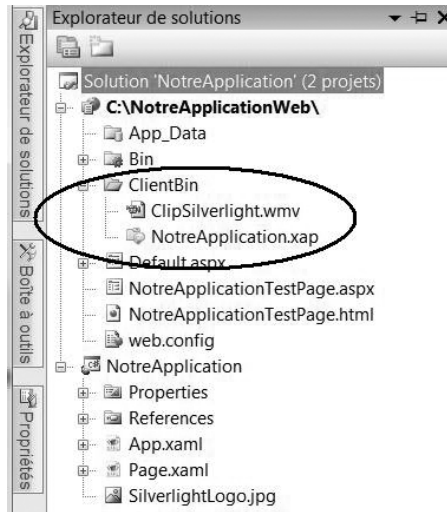 Explorateur de solutions
Solution 'NotreApplication' (2 projets)
C:\NotreApplicationWeb\
App_Data
Bin
ClientBin
ClipSilverlight.wmv
NotreApplication.xap
Default.aspx
NotreApplicationTestPage.aspx
NotreApplicationTestPage.html
web.config
NotreApplication
Properties
References
App.xaml
Page.xaml
SilverlightLogo.jpg
Explorateur de solutions
Boîte à outils
Propriétés